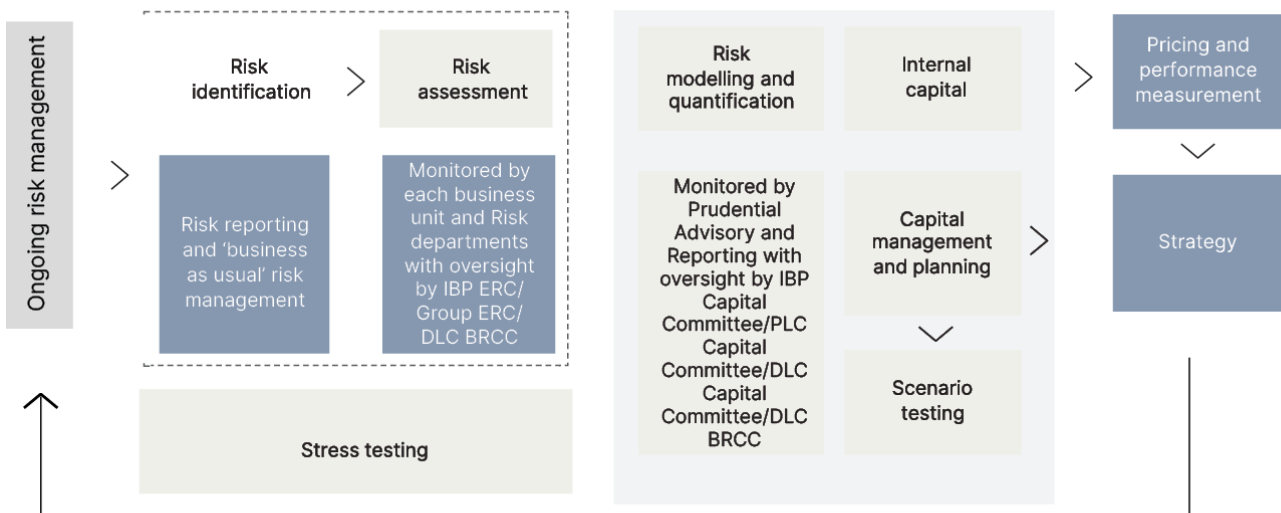 Ongoing risk management
Risk
identification
Risk
assessment
Risk reporting
and ‘business
as usual’ risk
management
Monitored by
each business
unit and Risk
departments
with oversight
by IBP ERC/
Group ERC/
DLC BRCC
Stress testing
Risk
modelling and
quantification
Internal
capital
Monitored by
Prudential
Advisory and
Reporting with
oversight by IBP
Capital
Committee/PLC
Capital
Committee/DLC
Capital
Committee/DLC
BRCC
Capital
management
and planning
Scenario
testing
Pricing and
performance
measurement
Strategy